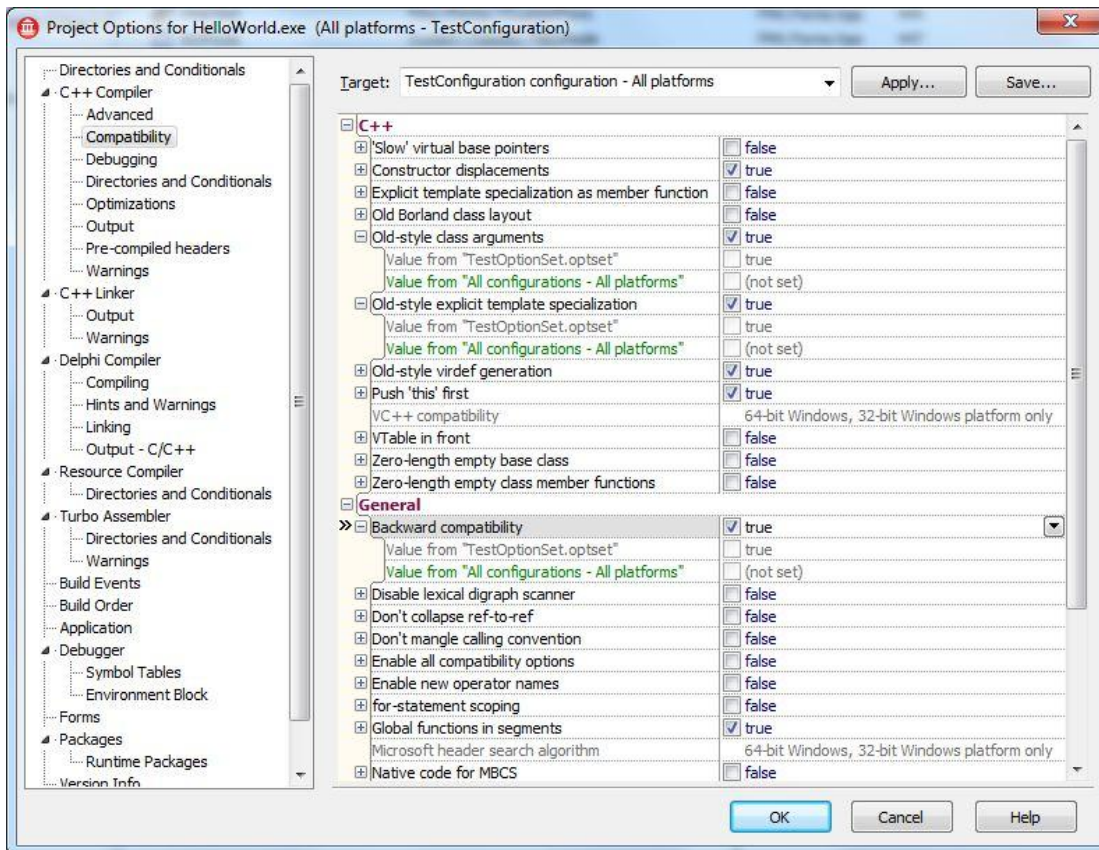 Project Options for HelloWorld.exe (All platforms - TestConfiguration)
Directories and Conditionals
C++ Compiler
Advanced
Compatibility
Debugging
Directories and Conditionals
Optimizations
Output
Pre-compiled headers
Warnings
C++ Linker
Output
Warnings
Delphi Compiler
Compiling
Hints and Warnings
Linking
Output - C/C++
Resource Compiler
Directories and Conditionals
Turbo Assembler
Directories and Conditionals
Warnings
Build Events
Build Order
Application
Debugger
Symbol Tables
Environment Block
Forms
Packages
Runtime Packages
Version Info
Target: TestConfiguration configuration - All platforms Apply... Save...
C++
'Slow' virtual base pointers false
Constructor displacements true
Explicit template specialization as member function false
Old Borland class layout false
Old-style class arguments true
Value from "TestOptionSet.optset" true
Value from "All configurations - All platforms" (not set)
Old-style explicit template specialization true
Value from "TestOptionSet.optset" true
Value from "All configurations - All platforms" (not set)
Old-style virdef generation true
Push 'this' first true
VC++ compatibility 64-bit Windows, 32-bit Windows platform only
VTable in front false
Zero-length empty base class false
Zero-length empty class member functions false
General
Backward compatibility true
Value from "TestOptionSet.optset" true
Value from "All configurations - All platforms" (not set)
Disable lexical digraph scanner false
Don't collapse ref-to-ref false
Don't mangle calling convention false
Enable all compatibility options false
Enable new operator names false
for-statement scoping false
Global functions in segments true
Microsoft header search algorithm 64-bit Windows, 32-bit Windows platform only
Native code for MBCS false
OK Cancel Help